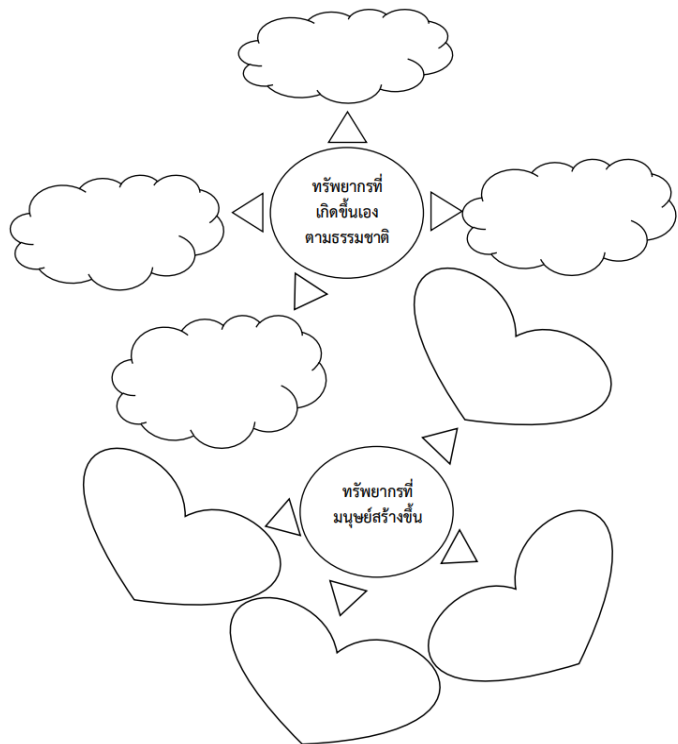 ทรัพยากรที่
เกิดขึ้นเอง
ตามธรรมชาติ
ทรัพยากรที่
มนุษย์สร้างขึ้น